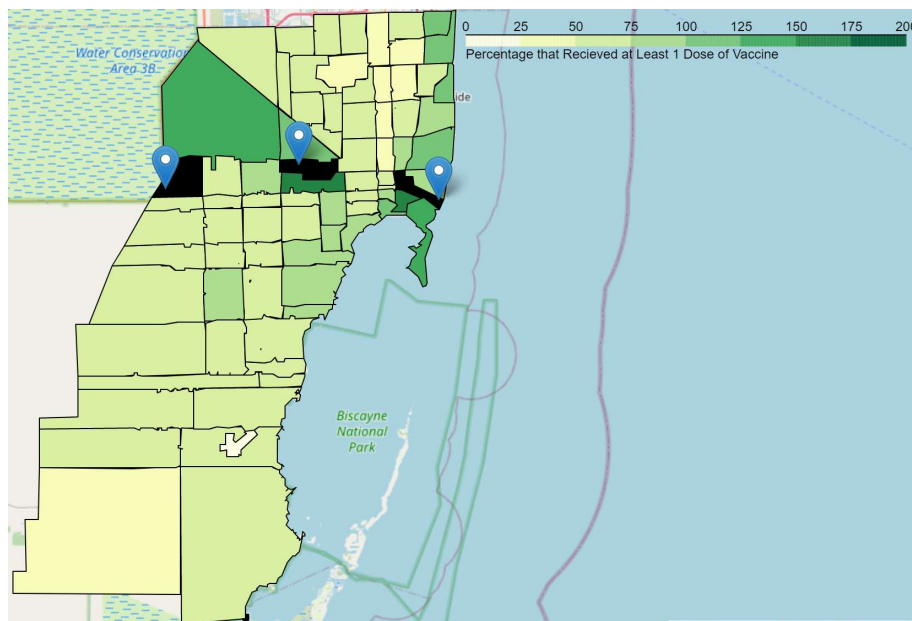 0 25 50 75 100 125 150 175 200
Percentage that Recieved at Least 1 Dose of Vaccine
Water Conservation
Area 3B
ide
Biscayne
National
Park